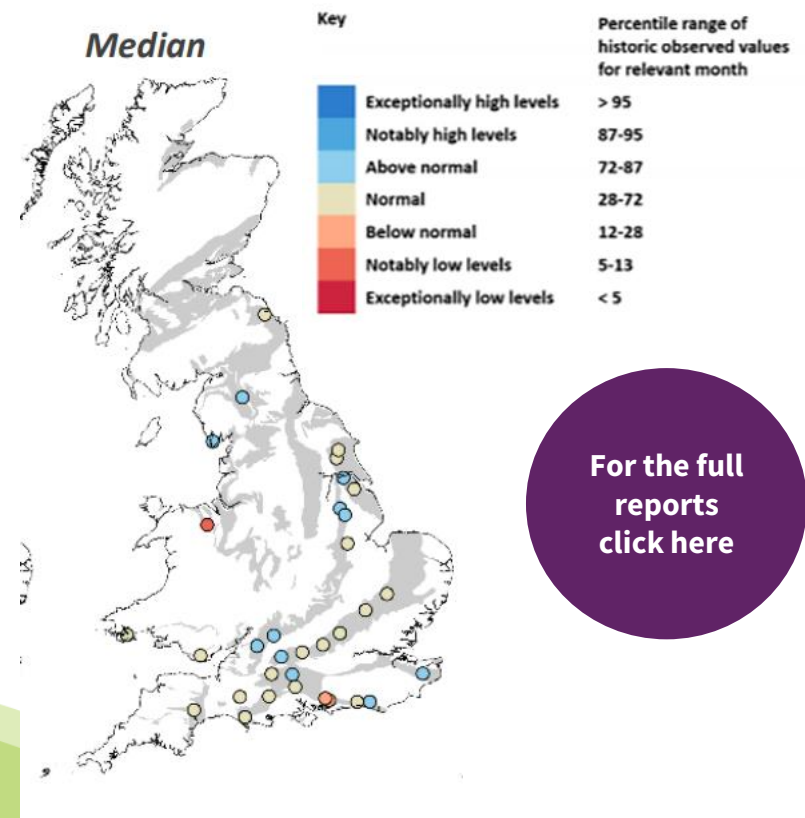 Median
Key
Percentile range of
historic observed values
for relevant month
Exceptionally high levels > 95
Notably high levels 87-95
Above normal 72-87
Normal 28-72
Below normal 12-28
Notably low levels 5-13
Exceptionally low levels < 5
For the full
reports
click here